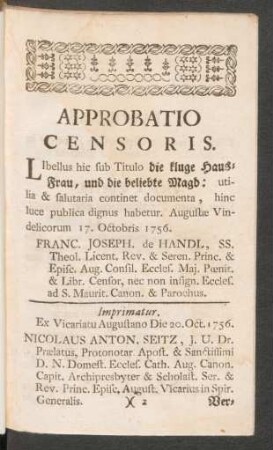 APPROBATIO
CENSORIS.
LIbellus hic sub Titulo die kluge Haus-
Frau, und die beliebte Magd: uti-
lia & salutaria continet documenta, hinc
luce publica dignus habetur. Augustæ Vin-
delicorum 17. Octobris 1756.
FRANC. JOSEPH. de HANDL, SS.
Theol. Licent. Rev. & Seren. Princ. &
Episc. Aug. Consil. Eccles. Maj. Pœnit.
& Libr. Censor, nec non insign. Eccles.
ad S. Maurit. Canon. & Parochus.
Imprimatur.
Ex Vicariatu Augustano Die 20. Oct. 1756.
NICOLAUS ANTON. SEITZ, J. U. Dr.
Prælatus, Protonotar. Apost. & Sanctissimi
D. N. Domest. Eccles. Cath. Aug. Canon.
Capit. Archipresbyter & Scholast. Ser. &
Rev. Princ. Episc. August. Vicarius in Spir.
Generalis. X 2 Ver-